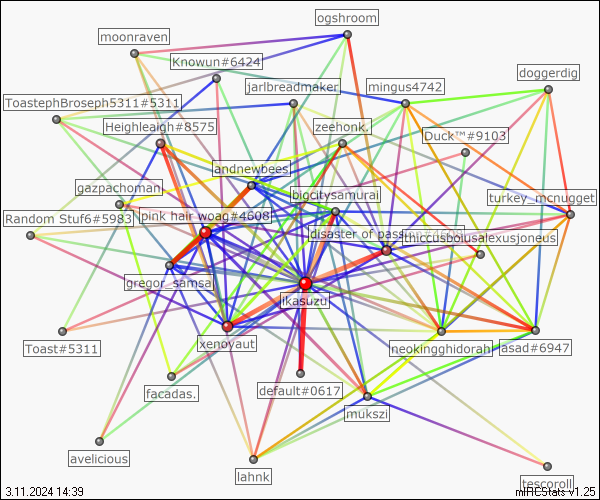 ogshroom
moonraven
Knowun#6424
doggerdig
jarlbreadmaker
mingus4742
ToastephBroseph5311#5311
Heighleigh#8575
zeehonk.
Duck™#9103
andnewbees
gazpachoman
bigcitysamurai
turkey_mcnugget
Random Stuf6#5983
pink hair woag#4608
disaster of pass
thiccusboiusalexusjoneus
gregor_samsa
ikasuzu
xenoyaut
Toast#5311
neokingghidorah
asad#6947
facadas.
default#0617
mukszi
avelicious
lahnk
tescoroll
3.11.2024 14:39
mIRCStats v1.25